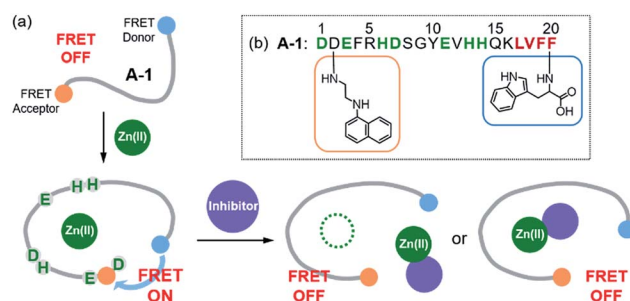 (a)
FRET
OFF
FRET
Donor
A-1
FRET
Acceptor
Zn(II)
(b) A-1: DDEFRHDSGYEVHHQKLVFF
1 5 10 15 20
HN
NH
HN
NH
O
OH
E
H H
Zn(II)
D
H
E
D
FRET
ON
Inhibitor
FRET
OFF
Zn(II)
or
Zn(II)
FRET
OFF